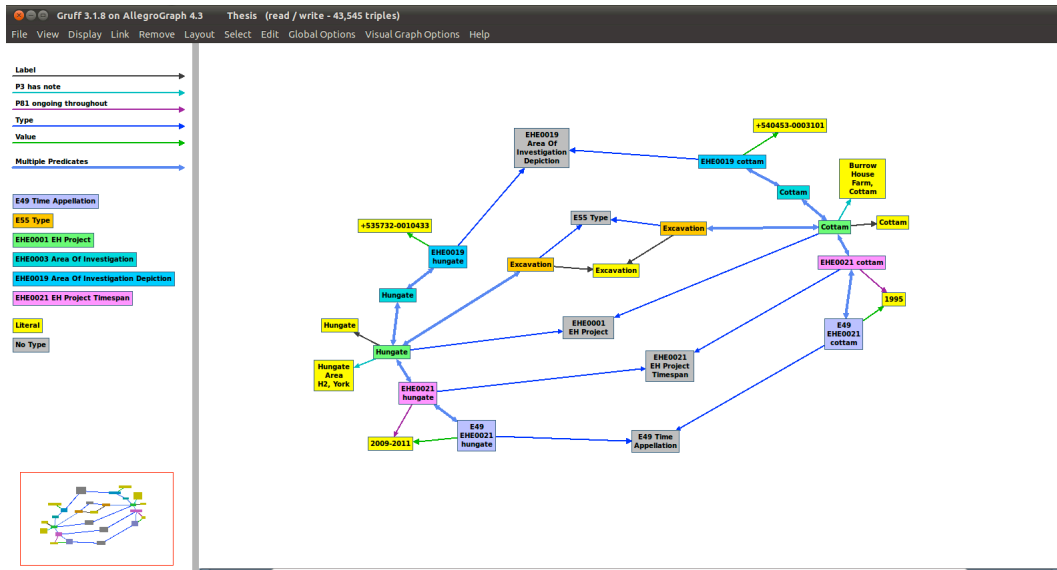 Gruff 3.1.8 on AllegroGraph 4.3 Thesis (read / write - 43,545 triples)
File View Display Link Remove Layout Select Edit Global Options Visual Graph Options Help
Label
P3 has note
P81 ongoing throughout
Type
Value
Multiple Predicates
E49 Time Appellation
E55 Type
EHE0001 EH Project
EHE0003 Area Of Investigation
EHE0019 Area Of Investigation Depiction
EHE0021 EH Project Timespan
Literal
No Type
+540453-0003101
EHE0019
Area Of
Investigation
Depiction
EHE0019 cottam
Burrow
House
Farm,
Cottam
Cottam
+535732-0010433
E55 Type
Excavation
Cottam
Cottam
EHE0019
hungate
Excavation
Excavation
EHE0021 cottam
Hungate
1995
Hungate
EHE0001
EH Project
E49
EHE0021
cottam
Hungate
Hungate
Area
H2, York
EHE0021
EH Project
Timespan
EHE0021
hungate
2009-2011
E49
EHE0021
hungate
E49 Time
Appellation